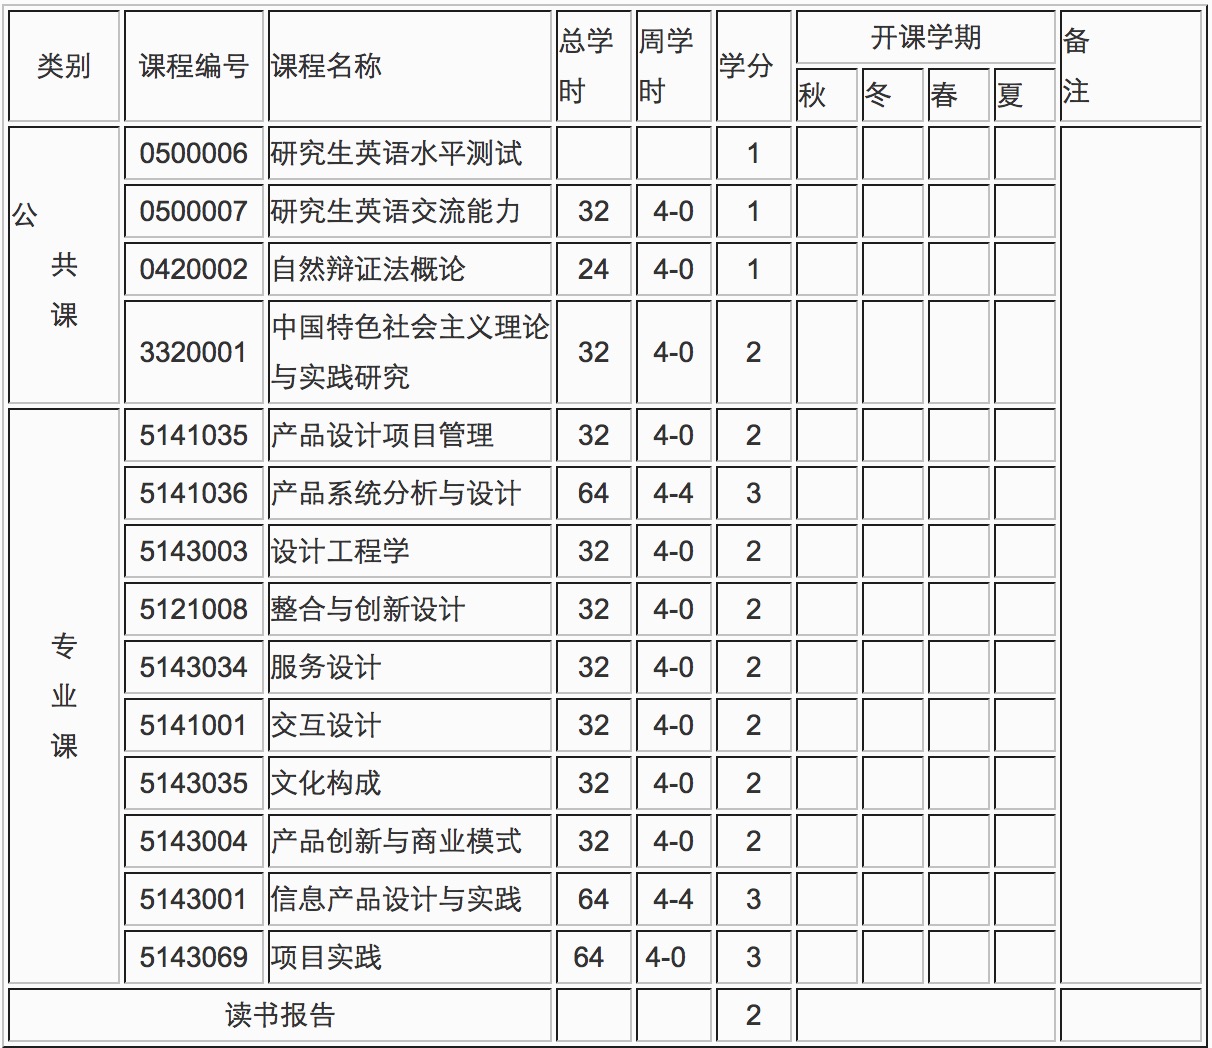 类别 课程编号 课程名称 总学时 周学时 学分 开课学期 备注
秋 冬 春 夏
公共课
0500006 研究生英语水平测试 1
0500007 研究生英语交流能力 32 4-0 1
0420002 自然辩证法概论 24 4-0 1
3320001 中国特色社会主义理论与实践研究 32 4-0 2
专业课
5141035 产品设计项目管理 32 4-0 2
5141036 产品系统分析与设计 64 4-4 3
5143003 设计工程学 32 4-0 2
5121008 整合与创新设计 32 4-0 2
5143034 服务设计 32 4-0 2
5141001 交互设计 32 4-0 2
5143035 文化构成 32 4-0 2
5143004 产品创新与商业模式 32 4-0 2
5143001 信息产品设计与实践 64 4-4 3
5143069 项目实践 64 4-0 3
读书报告 2